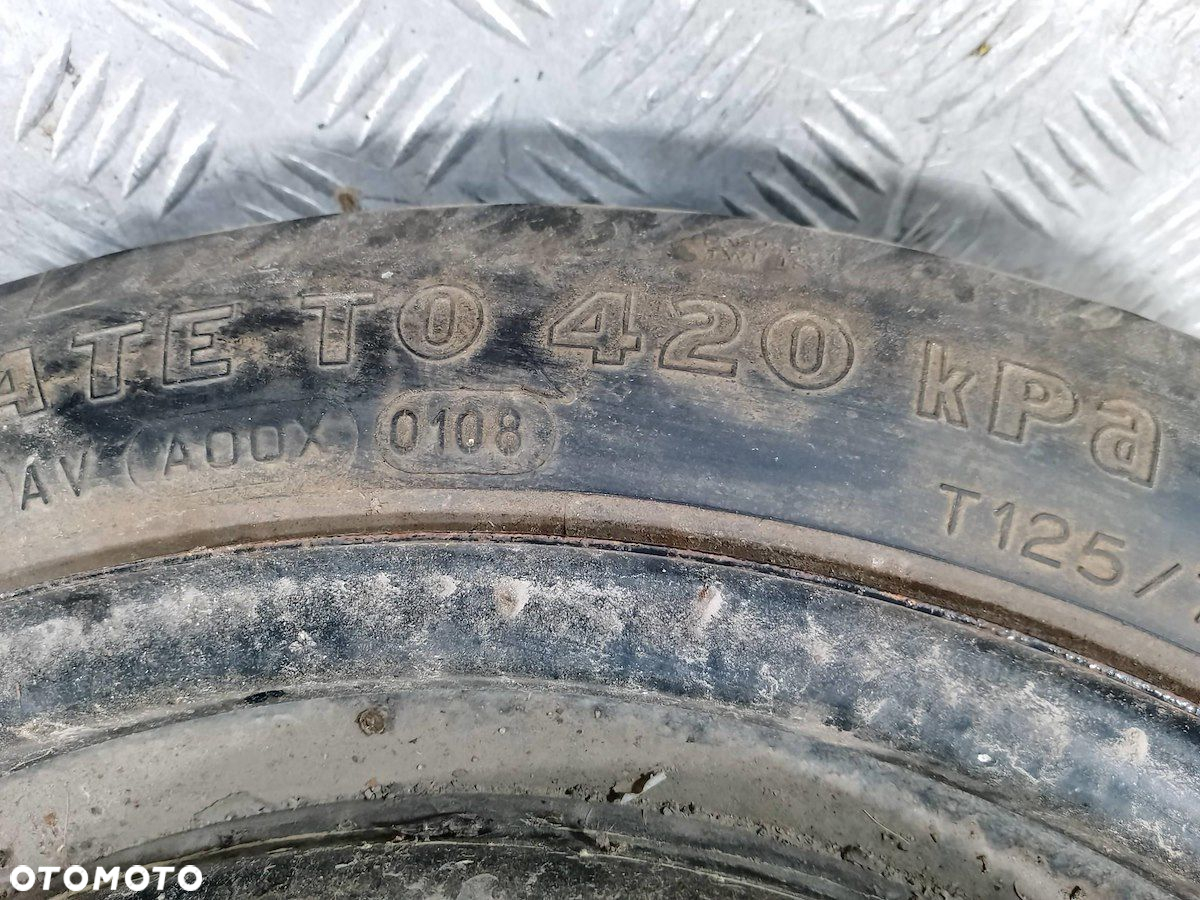 ATE TO 420 kPa
AV (A00X) 0108
T125/
OTOMOTO